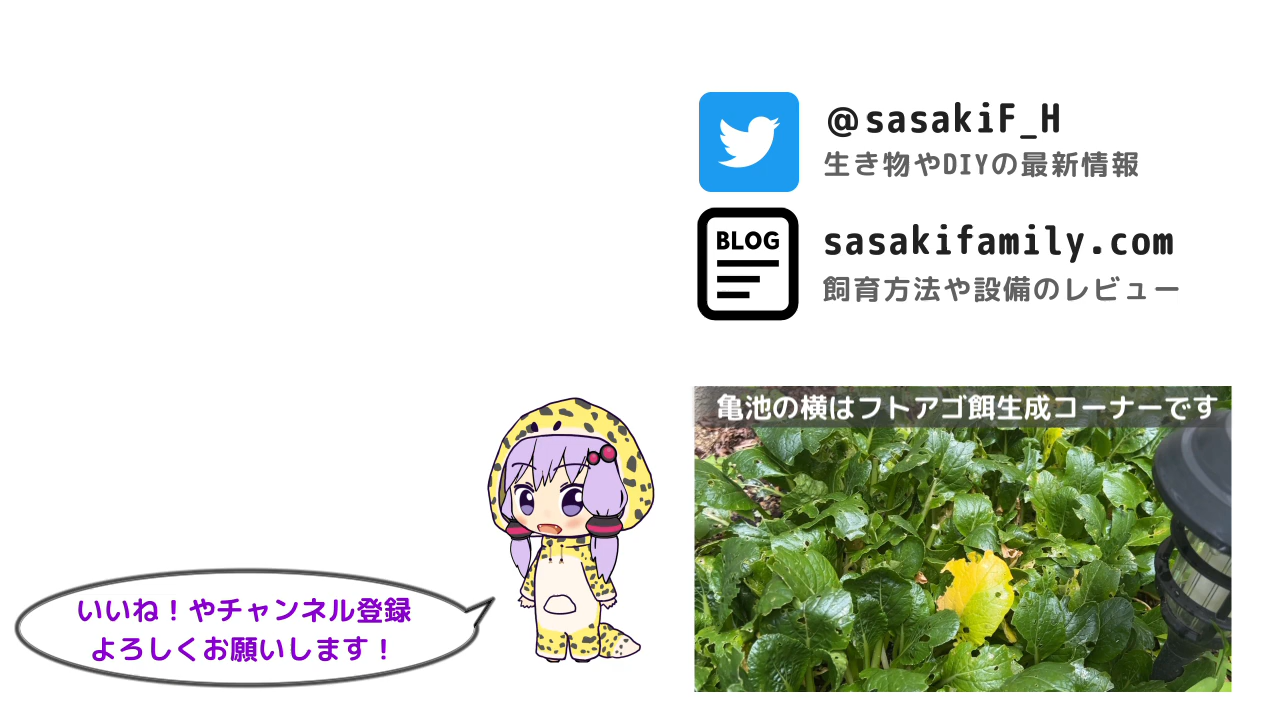 @sasakiF_H
生き物やDIYの最新情報
BLOG
sasakifamily.com
飼育方法や設備のレビュー
亀池の横はフトアゴ餌生成コーナーです
いいね！やチャンネル登録
よろしくお願いします！